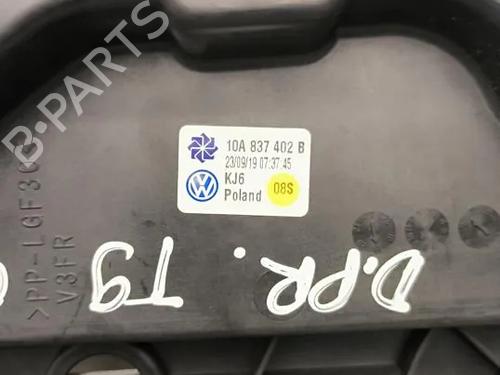 B-PARTS
10A 837 402 B
23/09/19 07:37:45
KJ6
Poland
08S
>PP-LGF30<
V3FR
D.PR. T9